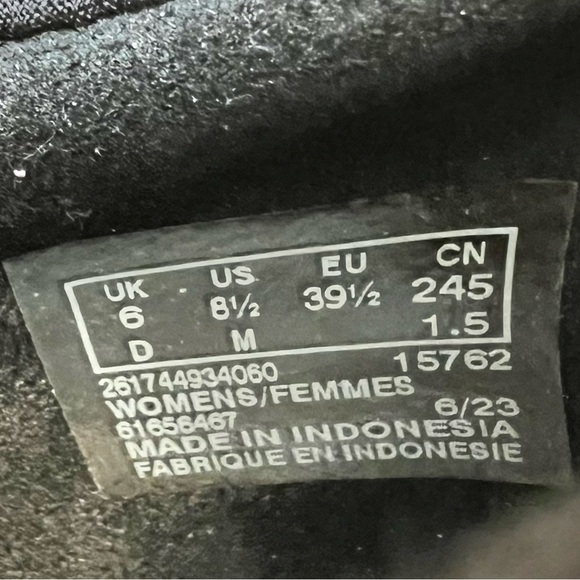 UK US EU CN
6 8½ 39½ 245
D M 1.5
261744934060 15762
WOMENS/FEMMES
61656467 6/23
MADE IN INDONESIA
FABRIQUE EN INDONESIE